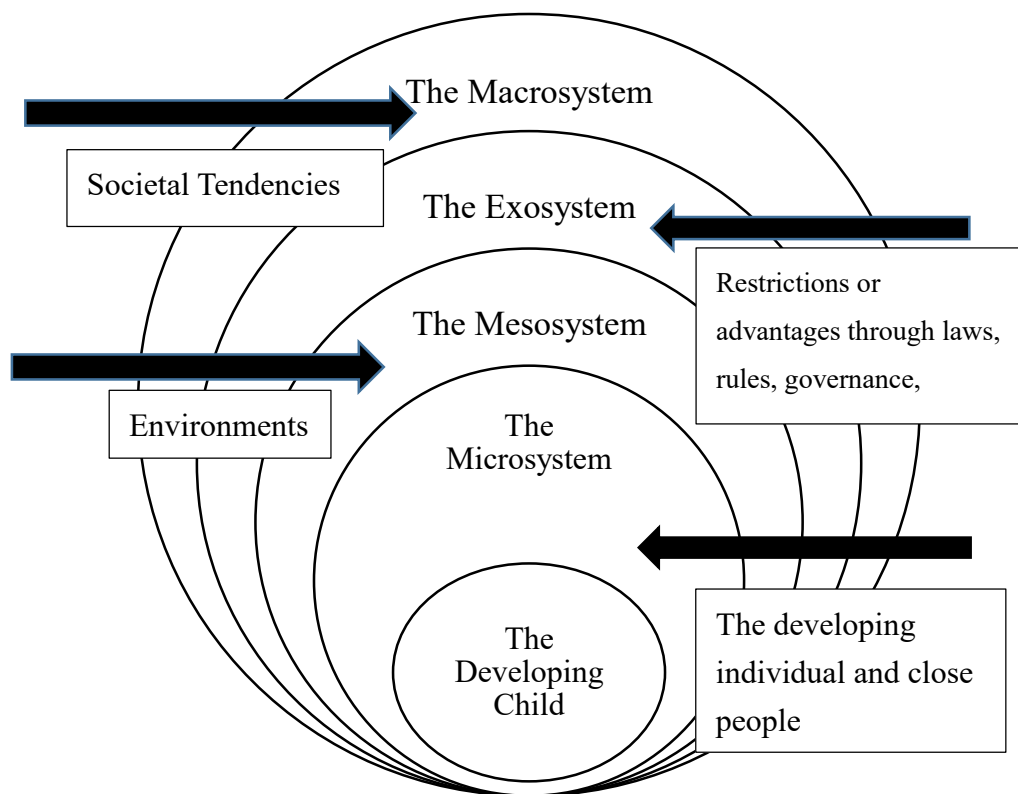 The Macrosystem
Societal Tendencies
The Exosystem
Restrictions or
advantages through laws,
rules, governance,
The Mesosystem
Environments
The
Microsystem
The developing
individual and close
people
The
Developing
Child